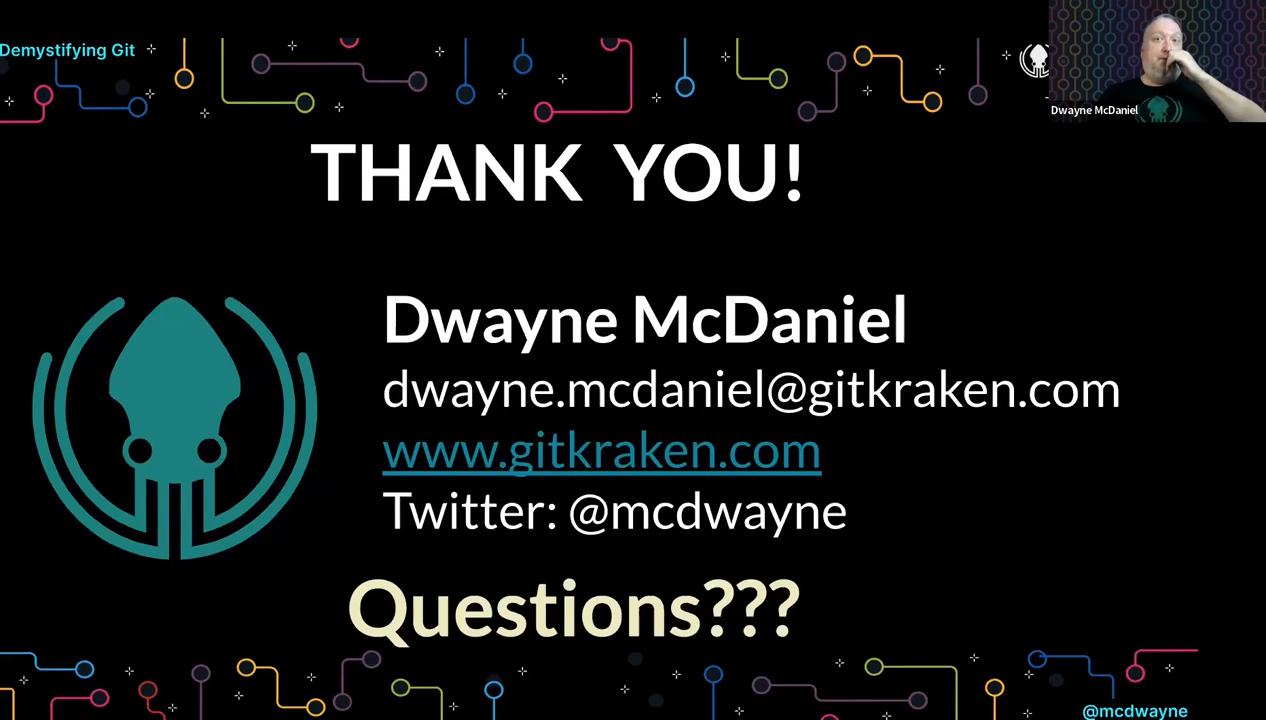 Demystifying Git
Dwayne McDaniel
THANK YOU!
Dwayne McDaniel
dwayne.mcdaniel@gitkraken.com
www.gitkraken.com
Twitter: @mcdwayne
Questions???
@mcdwayne